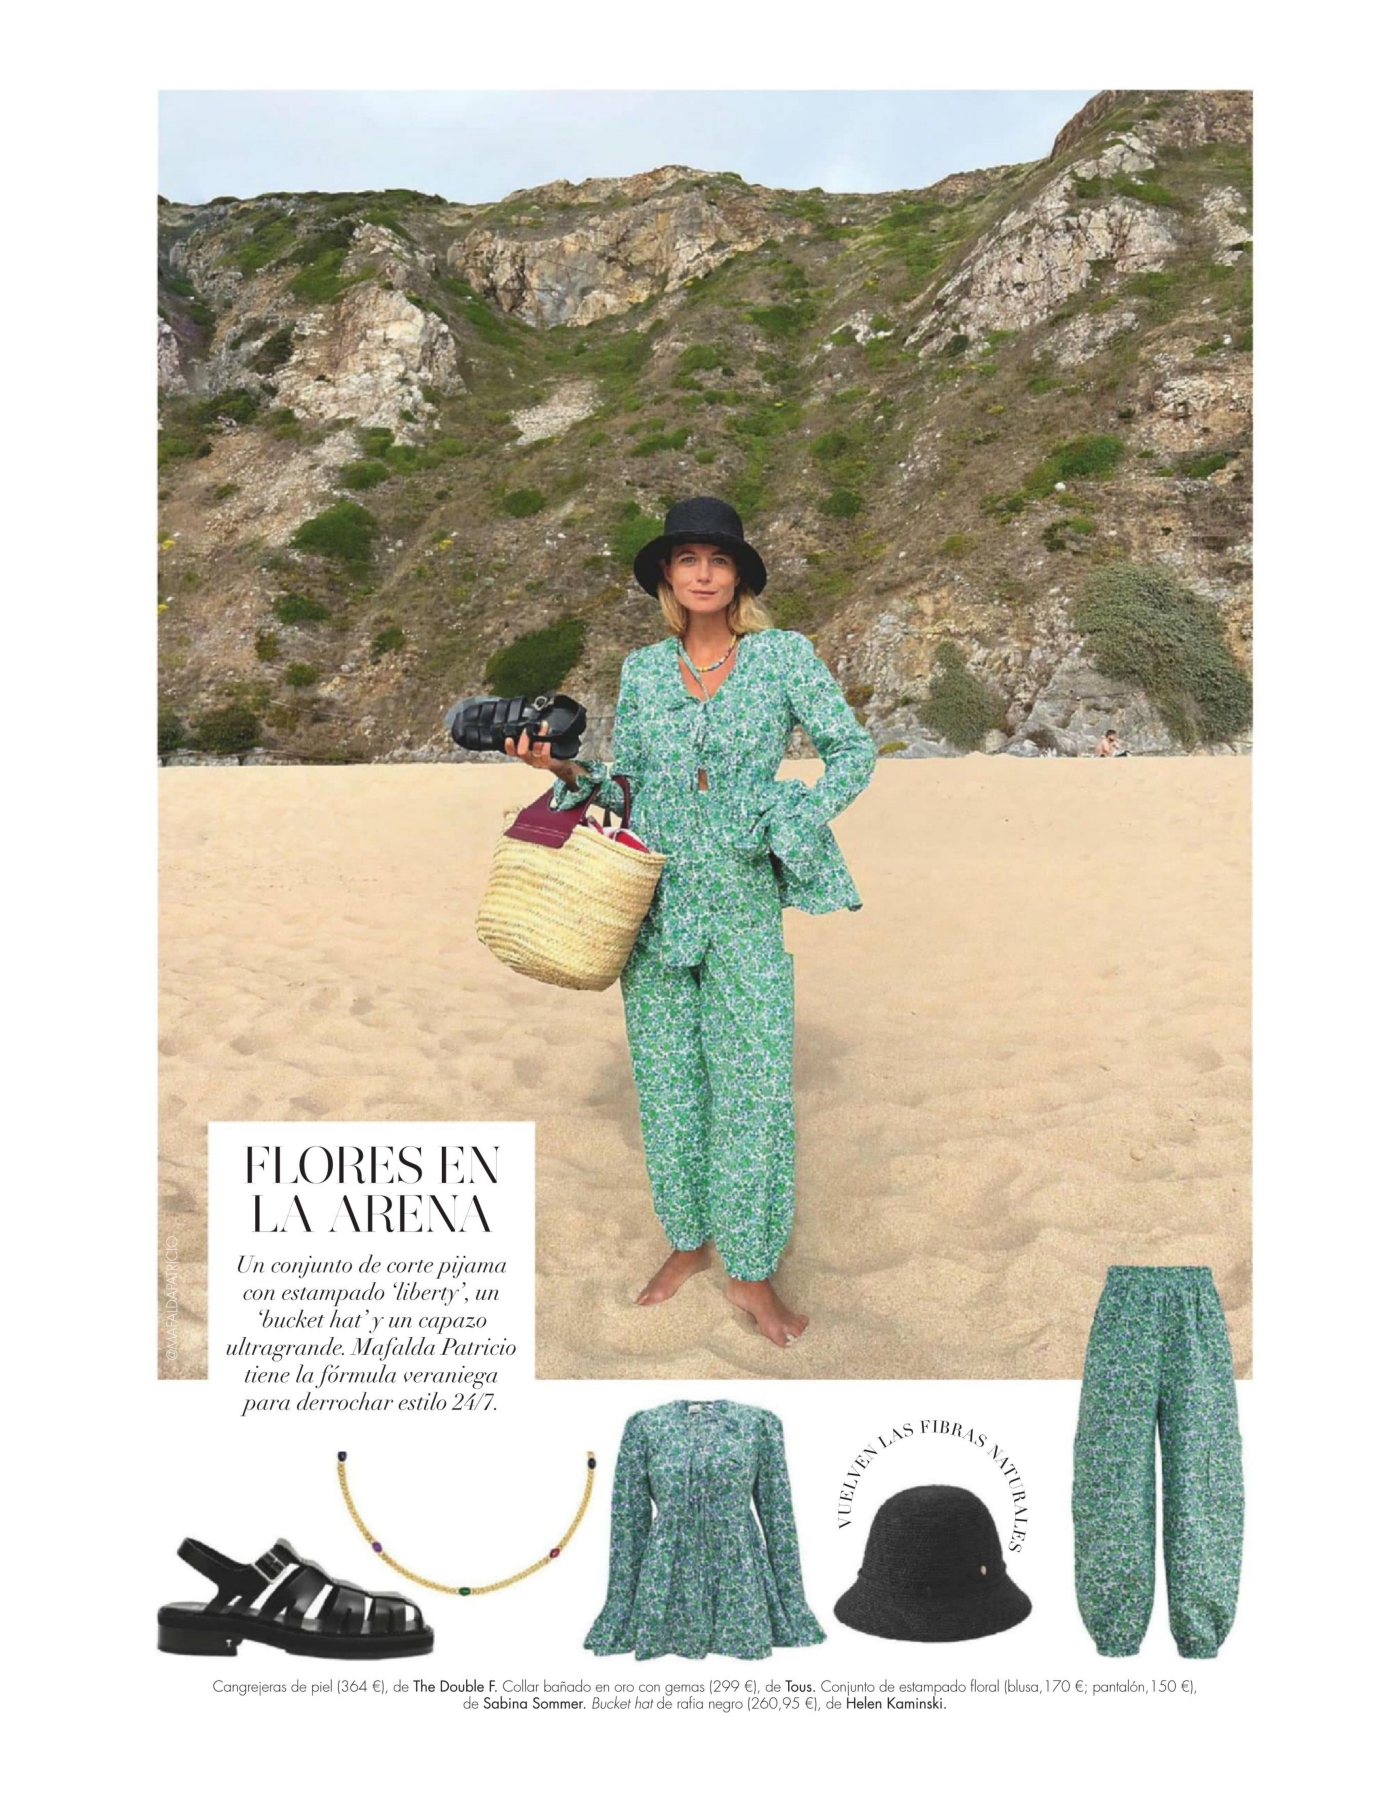 @MAFALDAPATRICIO
FLORES EN
LA ARENA
Un conjunto de corte pijama
con estampado ‘liberty’, un
‘bucket hat’ y un capazo
ultragrande. Mafalda Patricio
tiene la fórmula veraniega
para derrochar estilo 24/7.
VUELVEN LAS FIBRAS NATURALES
Cangrejeras de piel (364 €), de The Double F. Collar bañado en oro con gemas (299 €), de Tous. Conjunto de estampado floral (blusa,170 €; pantalón,150 €),
de Sabina Sommer. Bucket hat de rafia negro (260,95 €), de Helen Kaminski.